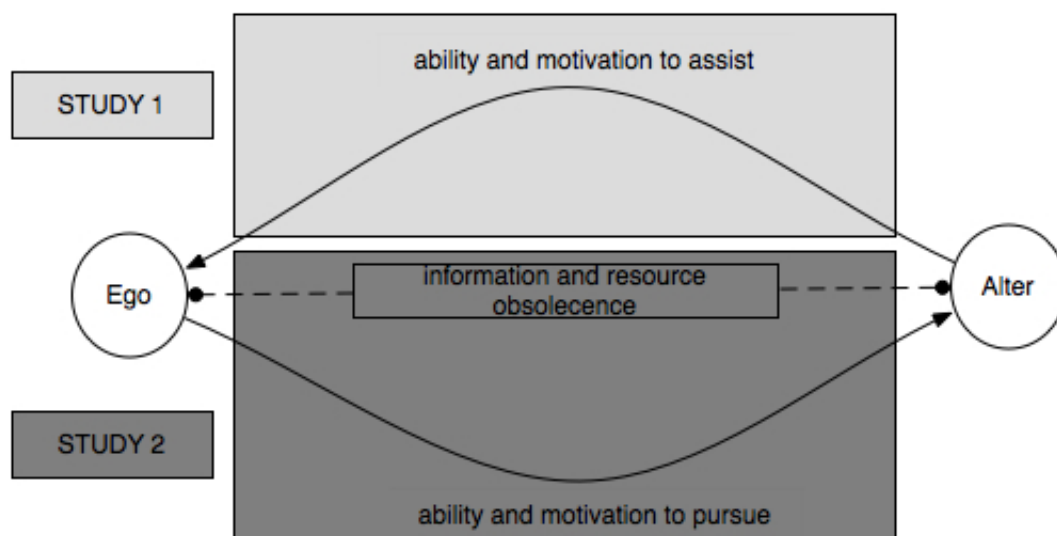 ability and motivation to assist
STUDY 1
information and resource
obsolecence
Ego
Alter
STUDY 2
ability and motivation to pursue